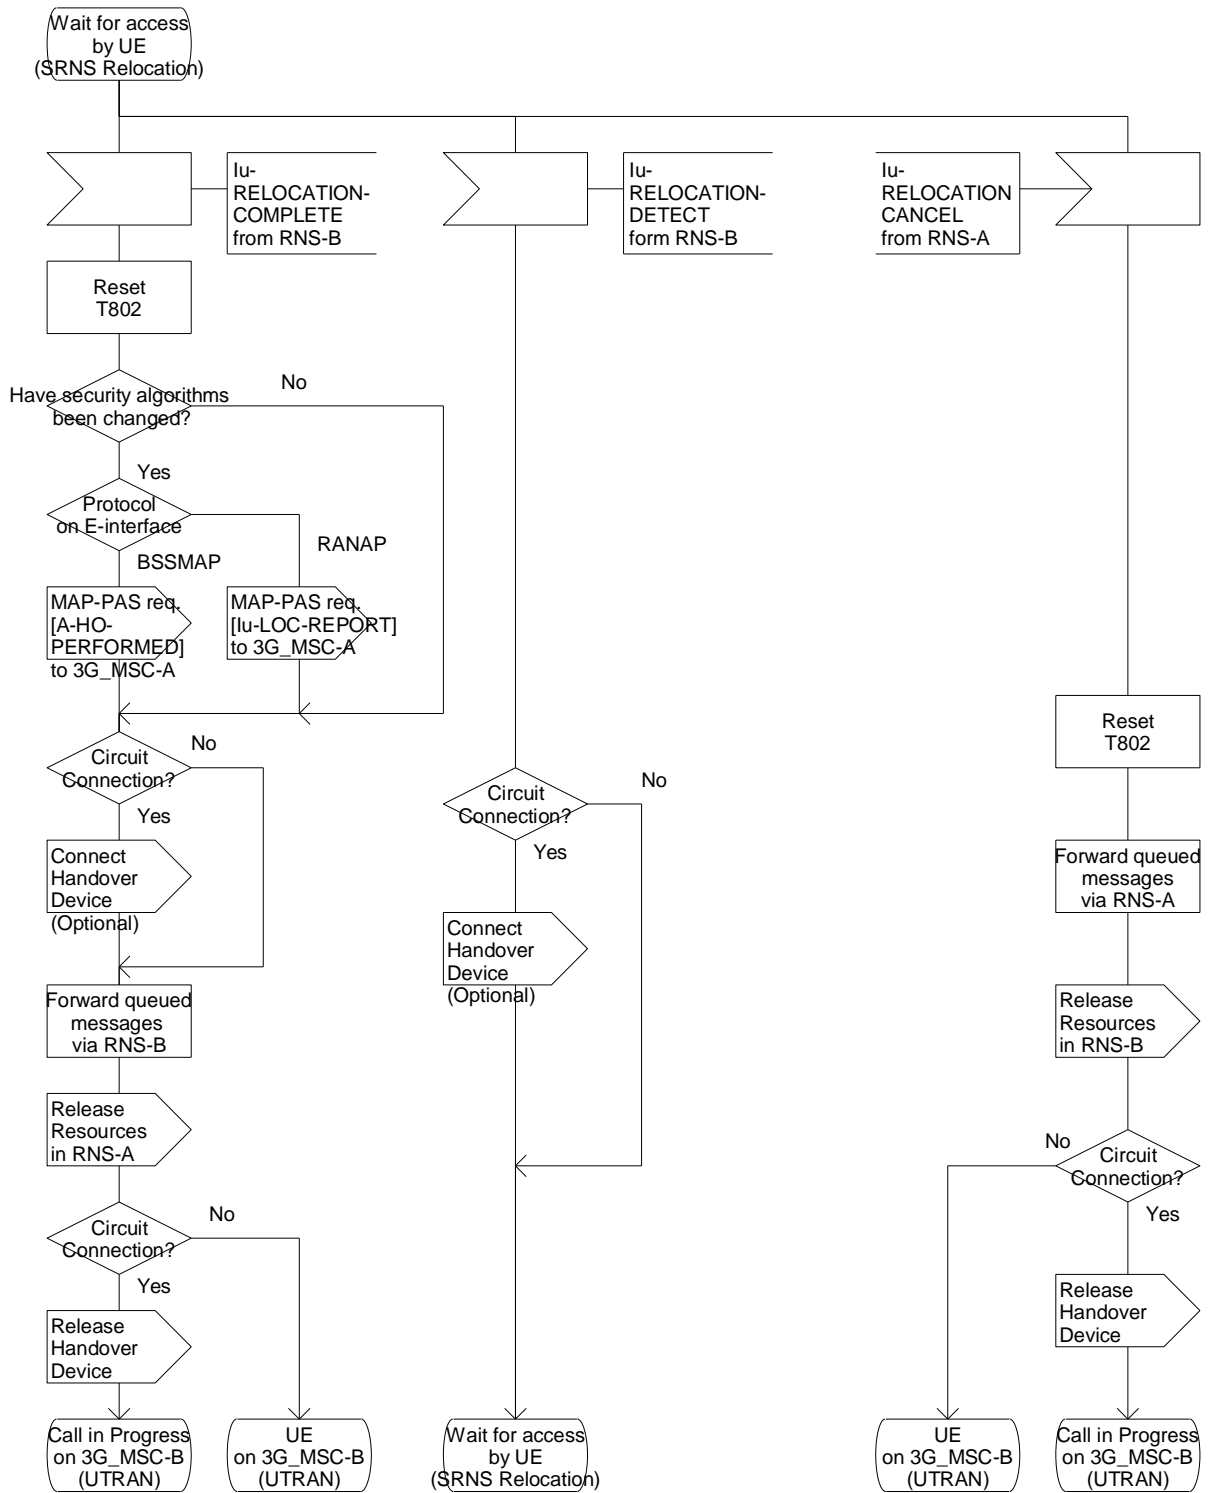 Wait for access
by UE
(SRNS Relocation)
Iu-
RELOCATION-
COMPLETE
from RNS-B
Iu-
RELOCATION-
DETECT
form RNS-B
Iu-
RELOCATION
CANCEL
from RNS-A
Reset
T802
Have security algorithms
been changed?
No
Yes
Protocol
on E-interface
BSSMAP
RANAP
MAP-PAS req.
[A-HO-
PERFORMED]
to 3G_MSC-A
MAP-PAS req.
[Iu-LOC-REPORT]
to 3G_MSC-A
Circuit
Connection?
No
Yes
Connect
Handover
Device
(Optional)
Forward queued
messages
via RNS-B
Release
Resources
in RNS-A
Circuit
Connection?
No
Yes
Release
Handover
Device
Call in Progress
on 3G_MSC-B
(UTRAN)
UE
on 3G_MSC-B
(UTRAN)
Circuit
Connection?
No
Yes
Connect
Handover
Device
(Optional)
Wait for access
by UE
(SRNS Relocation)
Reset
T802
Forward queued
messages
via RNS-A
Release
Resources
in RNS-B
No
Circuit
Connection?
Yes
Release
Handover
Device
UE
on 3G_MSC-B
(UTRAN)
Call in Progress
on 3G_MSC-B
(UTRAN)